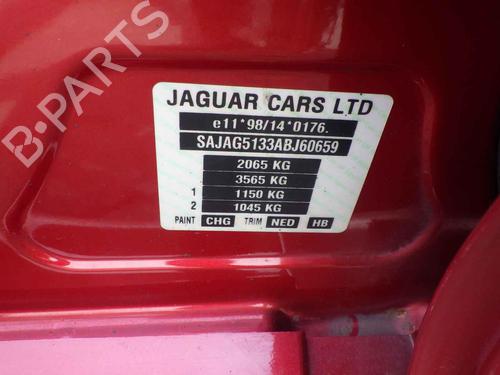 B-PARTS
JAGUAR CARS LTD
e11*98/14*0176.
SAJAG5133ABJ60659
2065 KG
3565 KG
1 1150 KG
2 1045 KG
PAINT CHG TRIM NED HB